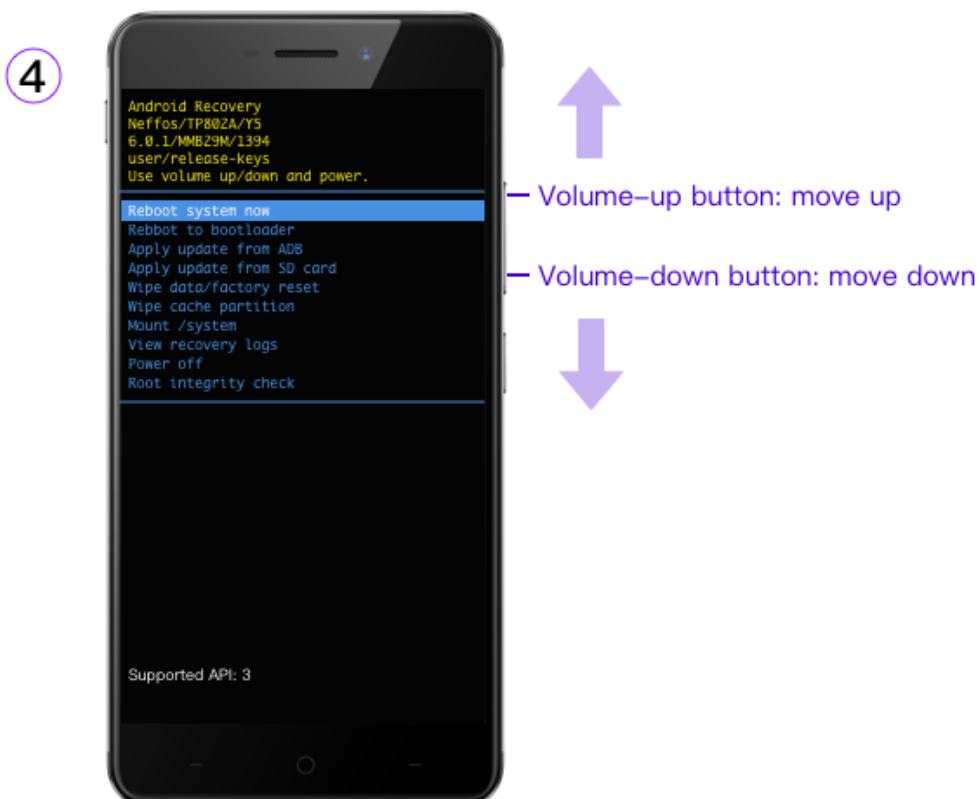 4
Android Recovery
Neffos/TP802A/Y5
6.0.1/MMB29M/1394
user/release-keys
Use volume up/down and power.
Reboot system now
Rebbot to bootloader
Apply update from ADB
Apply update from SD card
Wipe data/factory reset
Wipe cache partition
Mount /system
View recovery logs
Power off
Root integrity check
Supported API: 3
Volume-up button: move up
Volume-down button: move down